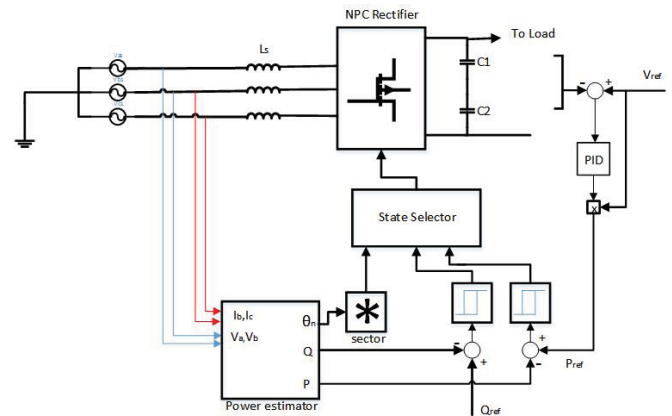 NPC Rectifier
To Load
Ls
C1
C2
- +
Vref
PID
x
State Selector
Ib,Ic
Va,Vb
θn
Q
P
sector
Power estimator
- +
+ -
Pref
Qref